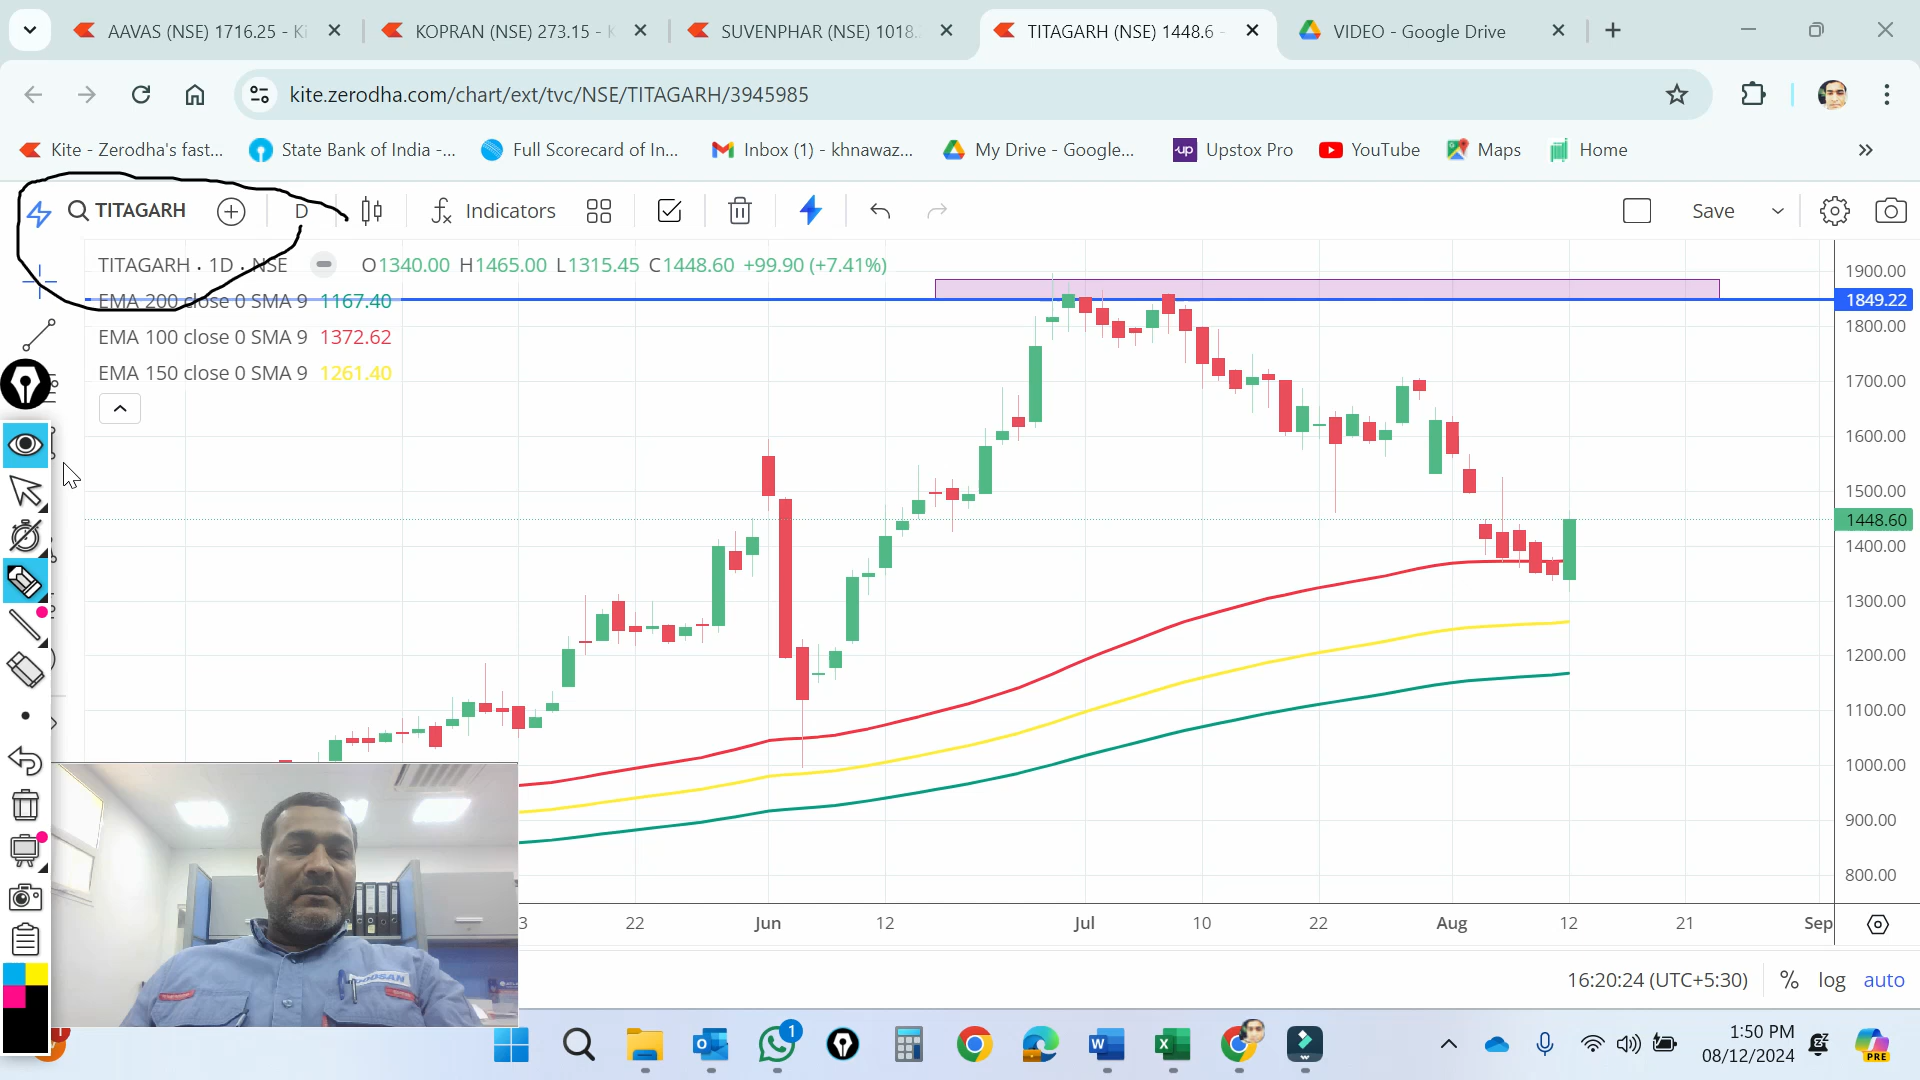 AAVAS (NSE) 1716.25 - Ki
KOPRAN (NSE) 273.15 - K
SUVENPHAR (NSE) 1018.
TITAGARH (NSE) 1448.6 -
VIDEO - Google Drive
kite.zerodha.com/chart/ext/tvc/NSE/TITAGARH/3945985
Kite - Zerodha's fast...
State Bank of India -...
Full Scorecard of In...
Inbox (1) - khnawaz...
My Drive - Google...
up
Upstox Pro
YouTube
Maps
Home
TITAGARH
D
Indicators
Save
TITAGARH · 1D · NSE
O1340.00 H1465.00 L1315.45 C1448.60 +99.90 (+7.41%)
EMA 200 close 0 SMA 9 1167.40
EMA 100 close 0 SMA 9 1372.62
EMA 150 close 0 SMA 9 1261.40
1900.00
1849.22
1800.00
1700.00
1600.00
1500.00
1448.60
1400.00
1300.00
1200.00
1100.00
1000.00
900.00
800.00
3
22
Jun
12
Jul
10
22
Aug
12
21
Sep
16:20:24 (UTC+5:30)
%
log
auto
1
1
1:50 PM
08/12/2024
PRE